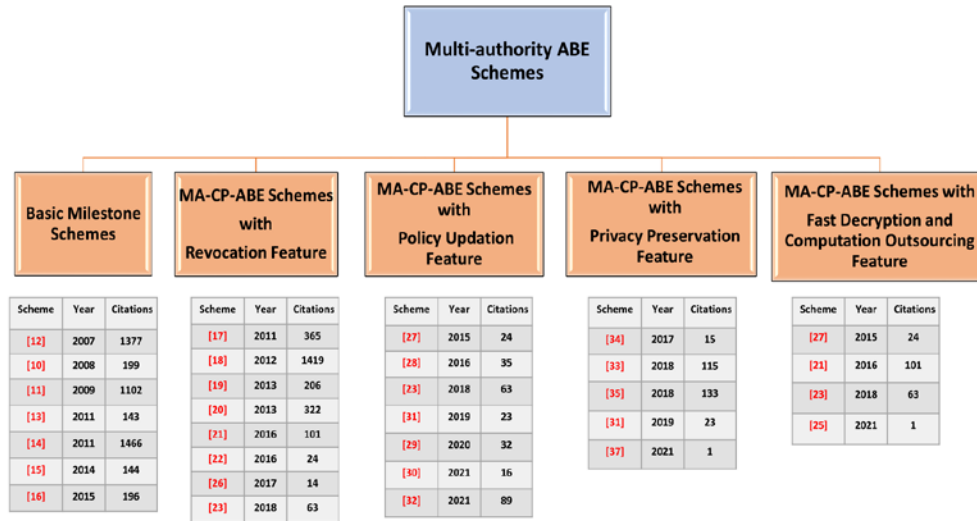 Multi-authority ABE
Schemes
Basic Milestone
Schemes
MA-CP-ABE Schemes
with
Revocation Feature
MA-CP-ABE Schemes
with
Policy Updation
Feature
MA-CP-ABE Schemes
with
Privacy Preservation
Feature
MA-CP-ABE Schemes with
Fast Decryption and
Computation Outsourcing
Feature
Scheme Year Citations
[12] 2007 1377
[10] 2008 199
[11] 2009 1102
[13] 2011 143
[14] 2011 1466
[15] 2014 144
[16] 2015 196
Scheme Year Citations
[17] 2011 365
[18] 2012 1419
[19] 2013 206
[20] 2013 322
[21] 2016 101
[22] 2016 24
[26] 2017 14
[23] 2018 63
Scheme Year Citations
[27] 2015 24
[28] 2016 35
[23] 2018 63
[31] 2019 23
[29] 2020 32
[30] 2021 16
[32] 2021 89
Scheme Year Citations
[34] 2017 15
[33] 2018 115
[35] 2018 133
[31] 2019 23
[37] 2021 1
Scheme Year Citations
[27] 2015 24
[21] 2016 101
[23] 2018 63
[25] 2021 1